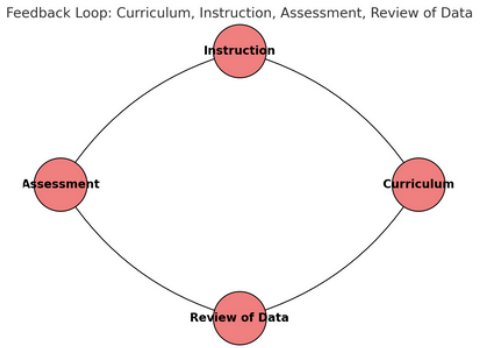 Feedback Loop: Curriculum, Instruction, Assessment, Review of Data
Instruction
Assessment
Curriculum
Review of Data